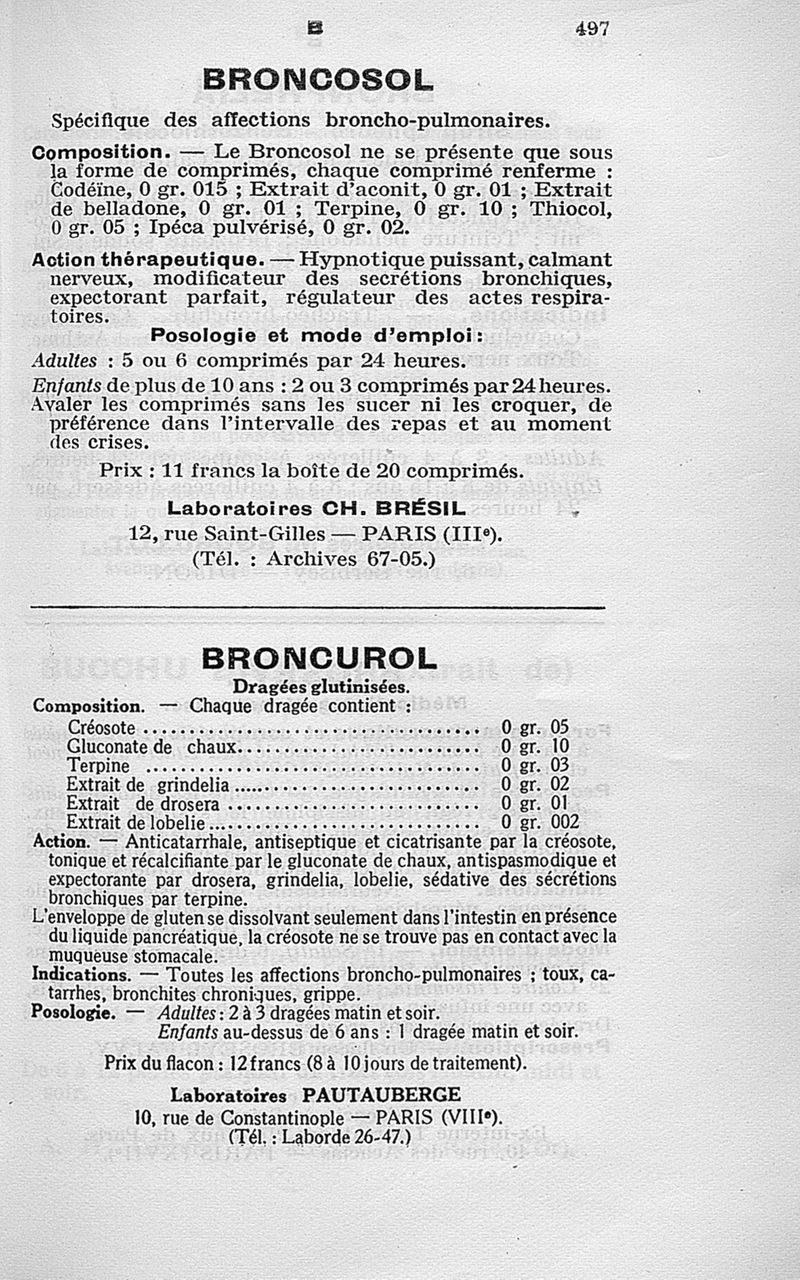 B 497
BRONCOSOL
Spécifique des affections broncho-pulmonaires.
Composition. — Le Broncosol ne se présente que sous
la forme de comprimés, chaque comprimé renferme :
Codéïne, 0 gr. 015 ; Extrait d'aconit, 0 gr. 01 ; Extrait
de belladone, 0 gr. 01 ; Terpine, 0 gr. 10 ; Thiocol,
0 gr. 05 ; Ipéca pulvérisé, 0 gr. 02.
Action thérapeutique. — Hypnotique puissant, calmant
nerveux, modificateur des secrétions bronchiques,
expectorant parfait, régulateur des actes respira-
toires.
Posologie et mode d'emploi :
Adultes : 5 ou 6 comprimés par 24 heures.
Enfants de plus de 10 ans : 2 ou 3 comprimés par 24 heures.
Avaler les comprimés sans les sucer ni les croquer, de
préférence dans l'intervalle des repas et au moment
des crises.
Prix : 11 francs la boîte de 20 comprimés.
Laboratoires CH. BRÉSIL
12, rue Saint-Gilles — PARIS (IIIe).
(Tél. : Archives 67-05.)
BRONCUROL
Dragées glutinisées.
Composition. — Chaque dragée contient :
Créosote .................................... 0 gr. 05
Gluconate de chaux.......................... 0 gr. 10
Terpine .................................... 0 gr. 03
Extrait de grindelia .......................... 0 gr. 02
Extrait de drosera .......................... 0 gr. 01
Extrait de lobelie ............................ 0 gr. 002
Action. — Anticatarrhale, antiseptique et cicatrisante par la créosote,
tonique et récalcifiante par le gluconate de chaux, antispasmodique et
expectorante par drosera, grindelia, lobelie, sédative des sécrétions
bronchiques par terpine.
L'enveloppe de gluten se dissolvant seulement dans l'intestin en présence
du liquide pancréatique, la créosote ne se trouve pas en contact avec la
muqueuse stomacale.
Indications. — Toutes les affections broncho-pulmonaires ; toux, ca-
tarrhes, bronchites chroniques, grippe.
Posologie. — Adultes : 2 à 3 dragées matin et soir.
Enfants au-dessus de 6 ans : 1 dragée matin et soir.
Prix du flacon : 12 francs (8 à 10 jours de traitement).
Laboratoires PAUTAUBERGE
10, rue de Constantinople — PARIS (VIIIe).
(Tél. : Laborde 26-47.)